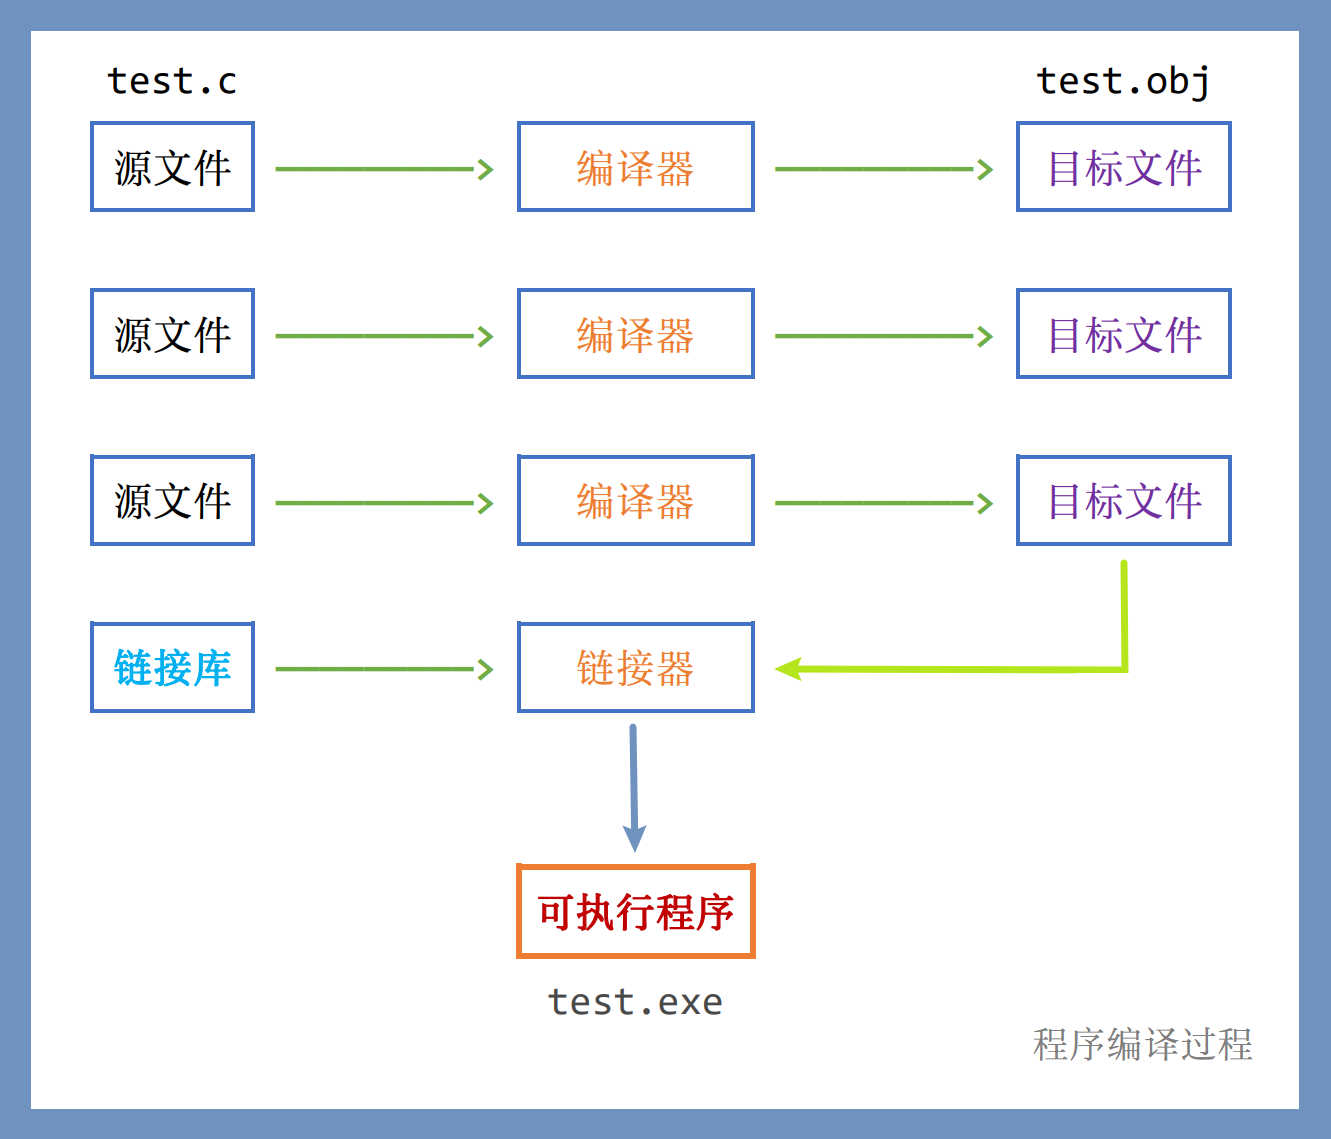 test.c
test.obj
源文件
编译器
目标文件
源文件
编译器
目标文件
源文件
编译器
目标文件
链接库
链接器
可执行程序
test.exe
程序编译过程